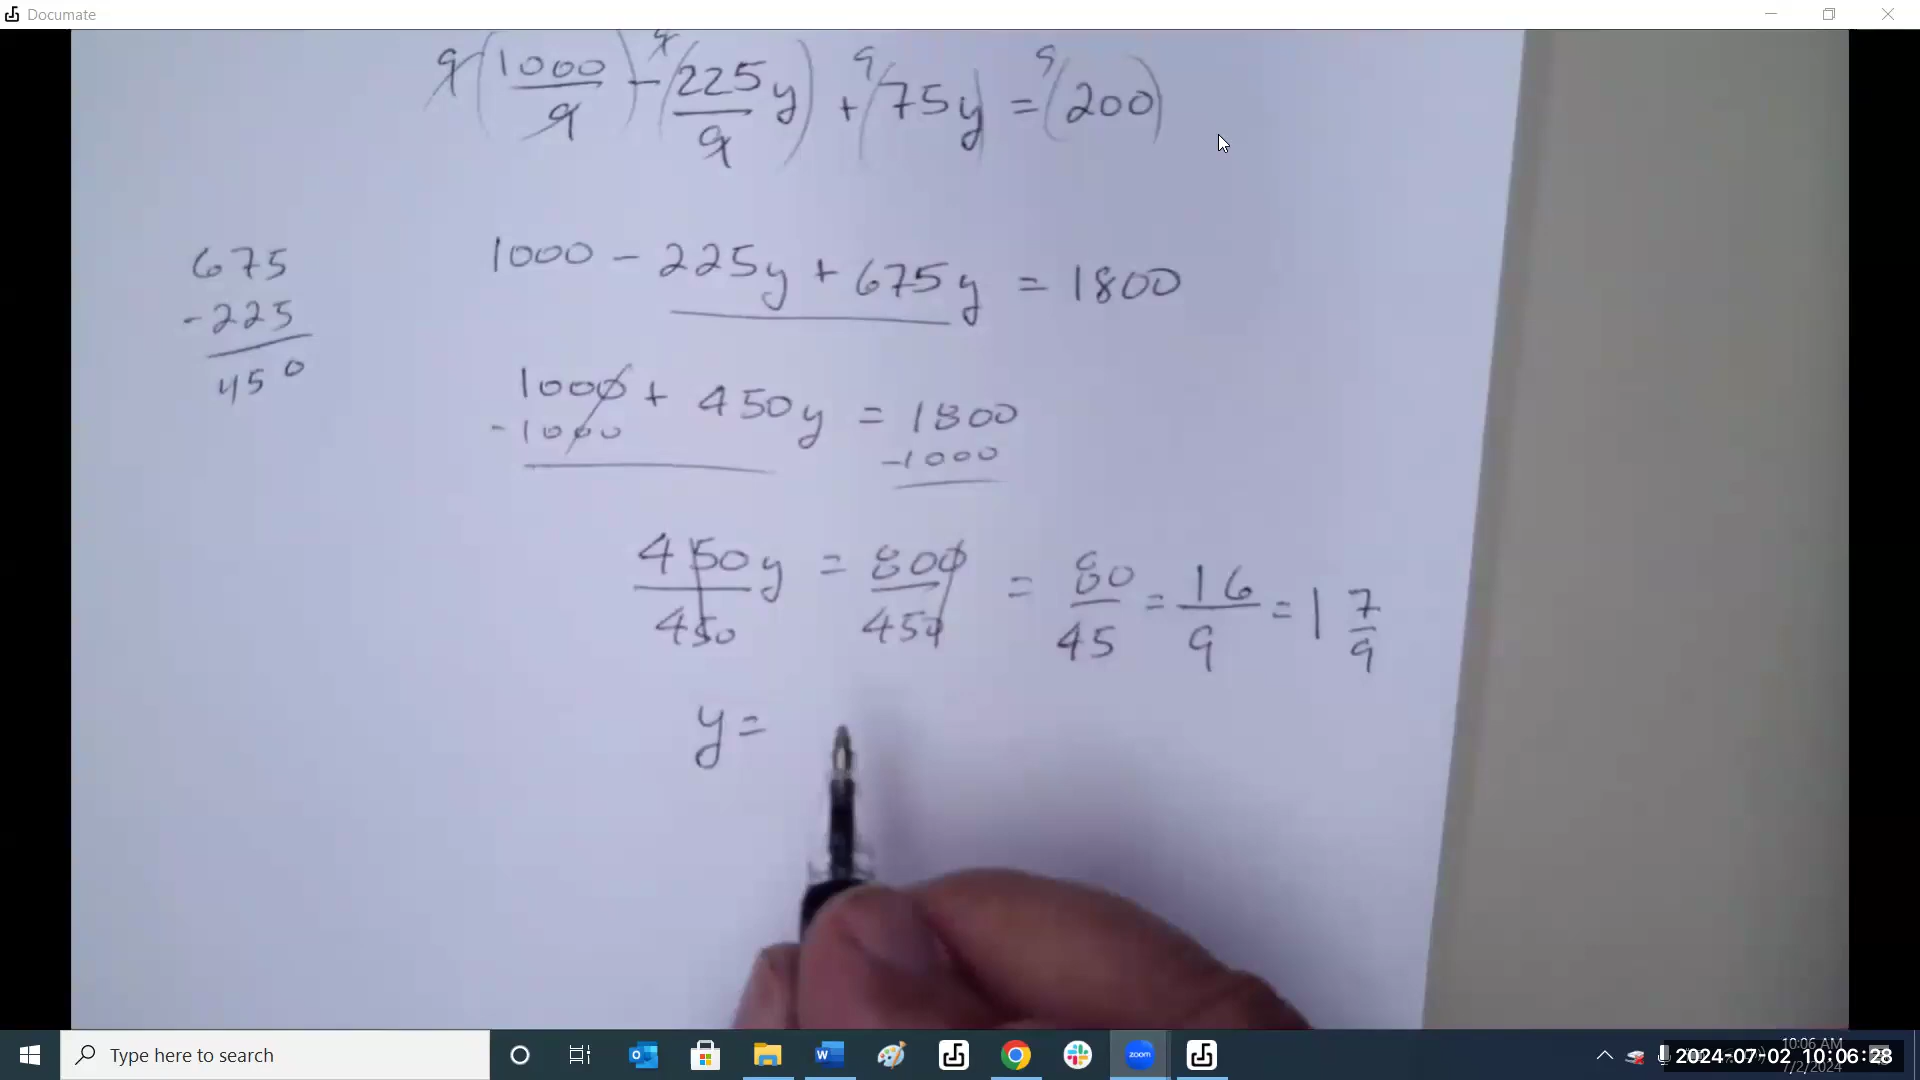 Documate
9(1000/9) - 9(225/9 y) + 9(75y) = 9(200)
1000 - 225y + 675y = 1800
675
- 225
450
1000 + 450y = 1800
- 1000 - 1000
450y/450 = 800/450 = 80/45 = 16/9 = 1 7/9
y =
Type here to search
W
zoom
10:06 AM
7/2/2024
2024-07-02 10:06:28